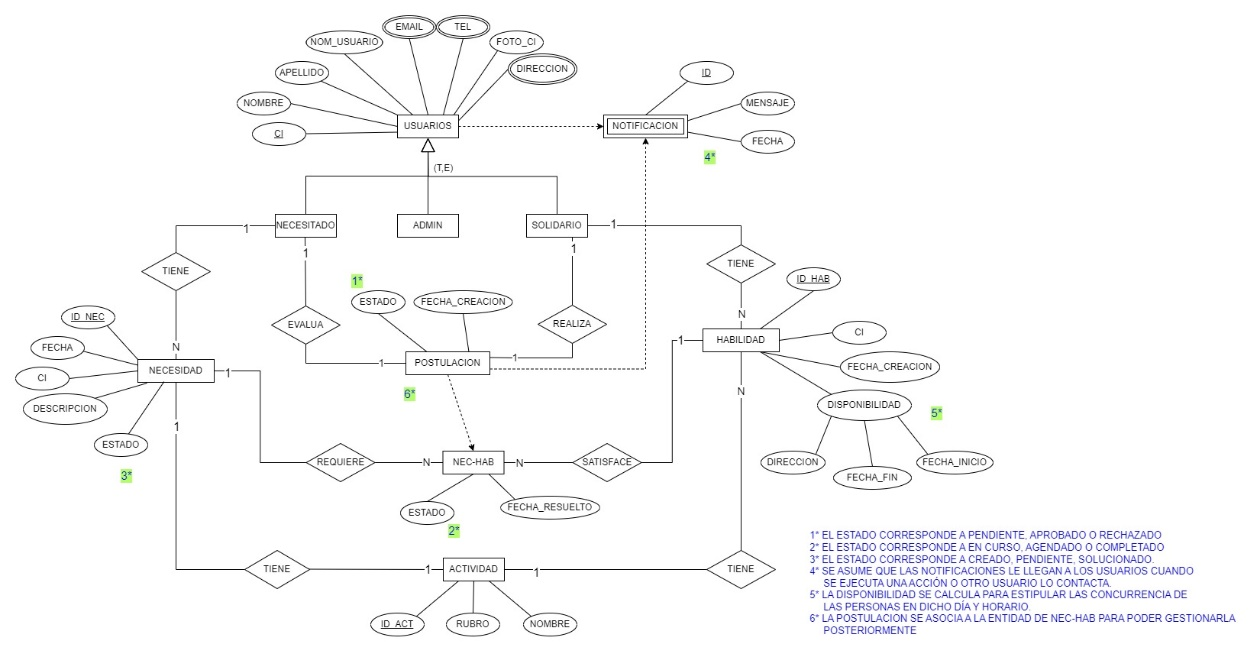 EMAIL
TEL
NOM_USUARIO
FOTO_CI
APELLIDO
DIRECCION
ID
NOMBRE
MENSAJE
USUARIOS
NOTIFICACION
CI
FECHA
4*
(T,E)
NECESITADO
ADMIN
SOLIDARIO
1
1
1
1
TIENE
TIENE
1*
ID_HAB
ESTADO
FECHA_CREACION
ID_NEC
N
EVALUA
REALIZA
CI
FECHA
N
1
HABILIDAD
1
1
POSTULACION
NECESIDAD
1
FECHA_CREACION
CI
6*
N
DISPONIBILIDAD
5*
DESCRIPCION
1
ESTADO
REQUIERE
N
NEC-HAB
N
SATISFACE
DIRECCION
FECHA_INICIO
3*
FECHA_FIN
ESTADO
FECHA_RESUELTO
2*
TIENE
1
ACTIVIDAD
1
TIENE
ID_ACT
RUBRO
NOMBRE
1* EL ESTADO CORRESPONDE A PENDIENTE, APROBADO O RECHAZADO
2* EL ESTADO CORRESPONDE A EN CURSO, AGENDADO O COMPLETADO
3* EL ESTADO CORRESPONDE A CREADO, PENDIENTE, SOLUCIONADO.
4* SE ASUME QUE LAS NOTIFICACIONES LE LLEGAN A LOS USUARIOS CUANDO
SE EJECUTA UNA ACCIÓN O OTRO USUARIO LO CONTACTA.
5* LA DISPONIBILIDAD SE CALCULA PARA ESTIPULAR LAS CONCURRENCIA DE
LAS PERSONAS EN DICHO DÍA Y HORARIO.
6* LA POSTULACION SE ASOCIA A LA ENTIDAD DE NEC-HAB PARA PODER GESTIONARLA
POSTERIORMENTE